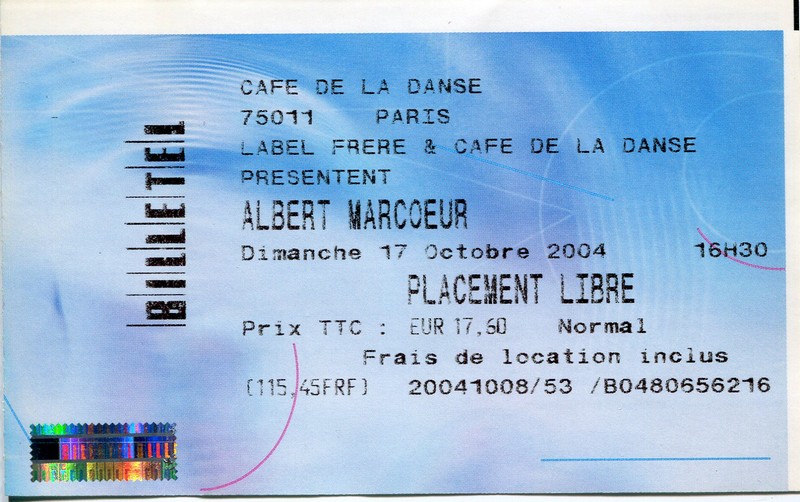 CAFE DE LA DANSE
75011 PARIS
LABEL FRERE & CAFE DE LA DANSE
PRESENTENT
ALBERT MARCOEUR
Dimanche 17 Octobre 2004 16H30
PLACEMENT LIBRE
Prix TTC : EUR 17,60 Normal
Frais de location inclus
(115,45FRF) 20041008/53 /B0480656216
BILLETEL